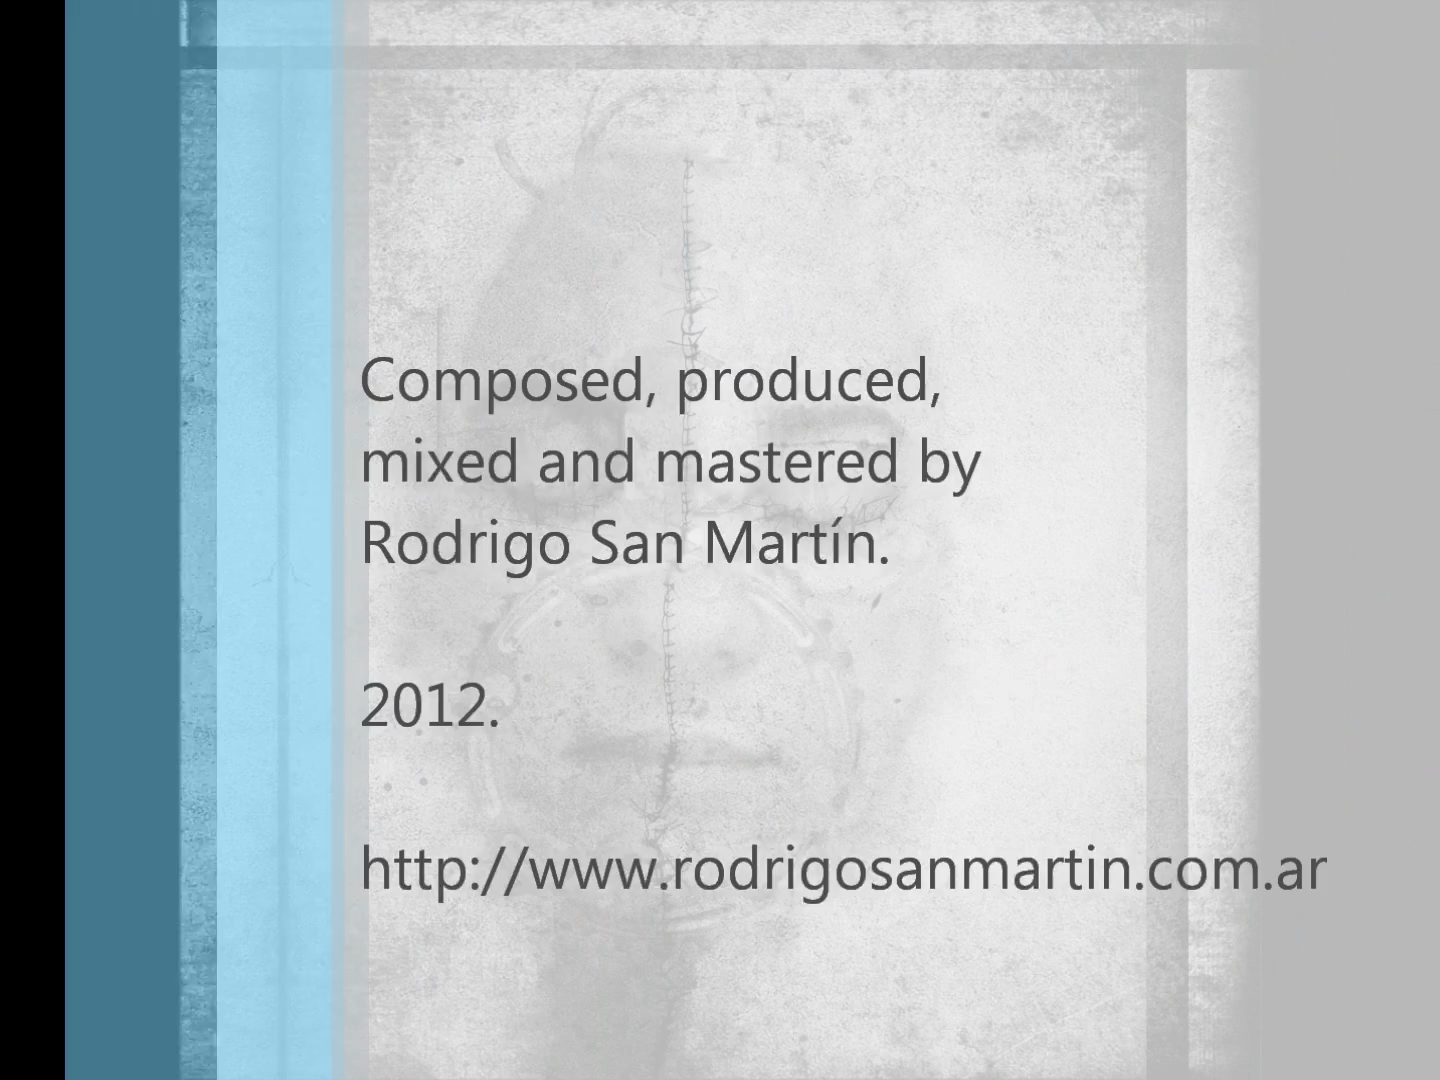 Composed, produced,
mixed and mastered by
Rodrigo San Martín.
2012.
http://www.rodrigosanmartin.com.ar